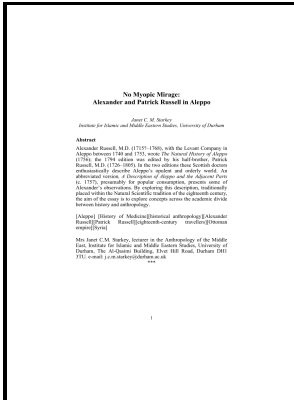 No Myopic Mirage:
Alexander and Patrick Russell in Aleppo
Janet C. M. Starkey
Institute for Islamic and Middle Eastern Studies, University of Durham
Abstract
Alexander Russell, M.D. (1715?–1768), with the Levant Company in
Aleppo between 1740 and 1753, wrote The Natural History of Aleppo
(1756); the 1794 edition was edited by his half-brother, Patrick
Russell, M.D. (1726–1805). In the two editions these Scottish doctors
enthusiastically describe Aleppo's opulent and orderly world. An
abbreviated version, A Description of Aleppo and the Adjacent Parts
(c. 1757), presumably for popular consumption, presents some of
Alexander's observations. By exploring this description, traditionally
placed within the Natural Scientific tradition of the eighteenth century,
the aim of the essay is to explore concepts across the academic divide
between history and anthropology.
[Aleppo] [History of Medicine][historical anthropology][Alexander
Russell][Patrick Russell][eighteenth-century travellers][Ottoman
empire][Syria]
Mrs Janet C.M. Starkey, lecturer in the Anthropology of the Middle
East, Institute for Islamic and Middle Eastern Studies, University of
Durham, The Al-Qasimi Building, Elvet Hill Road, Durham DH1
3TU. e-mail: j.c.m.starkey@durham.ac.uk
***
1